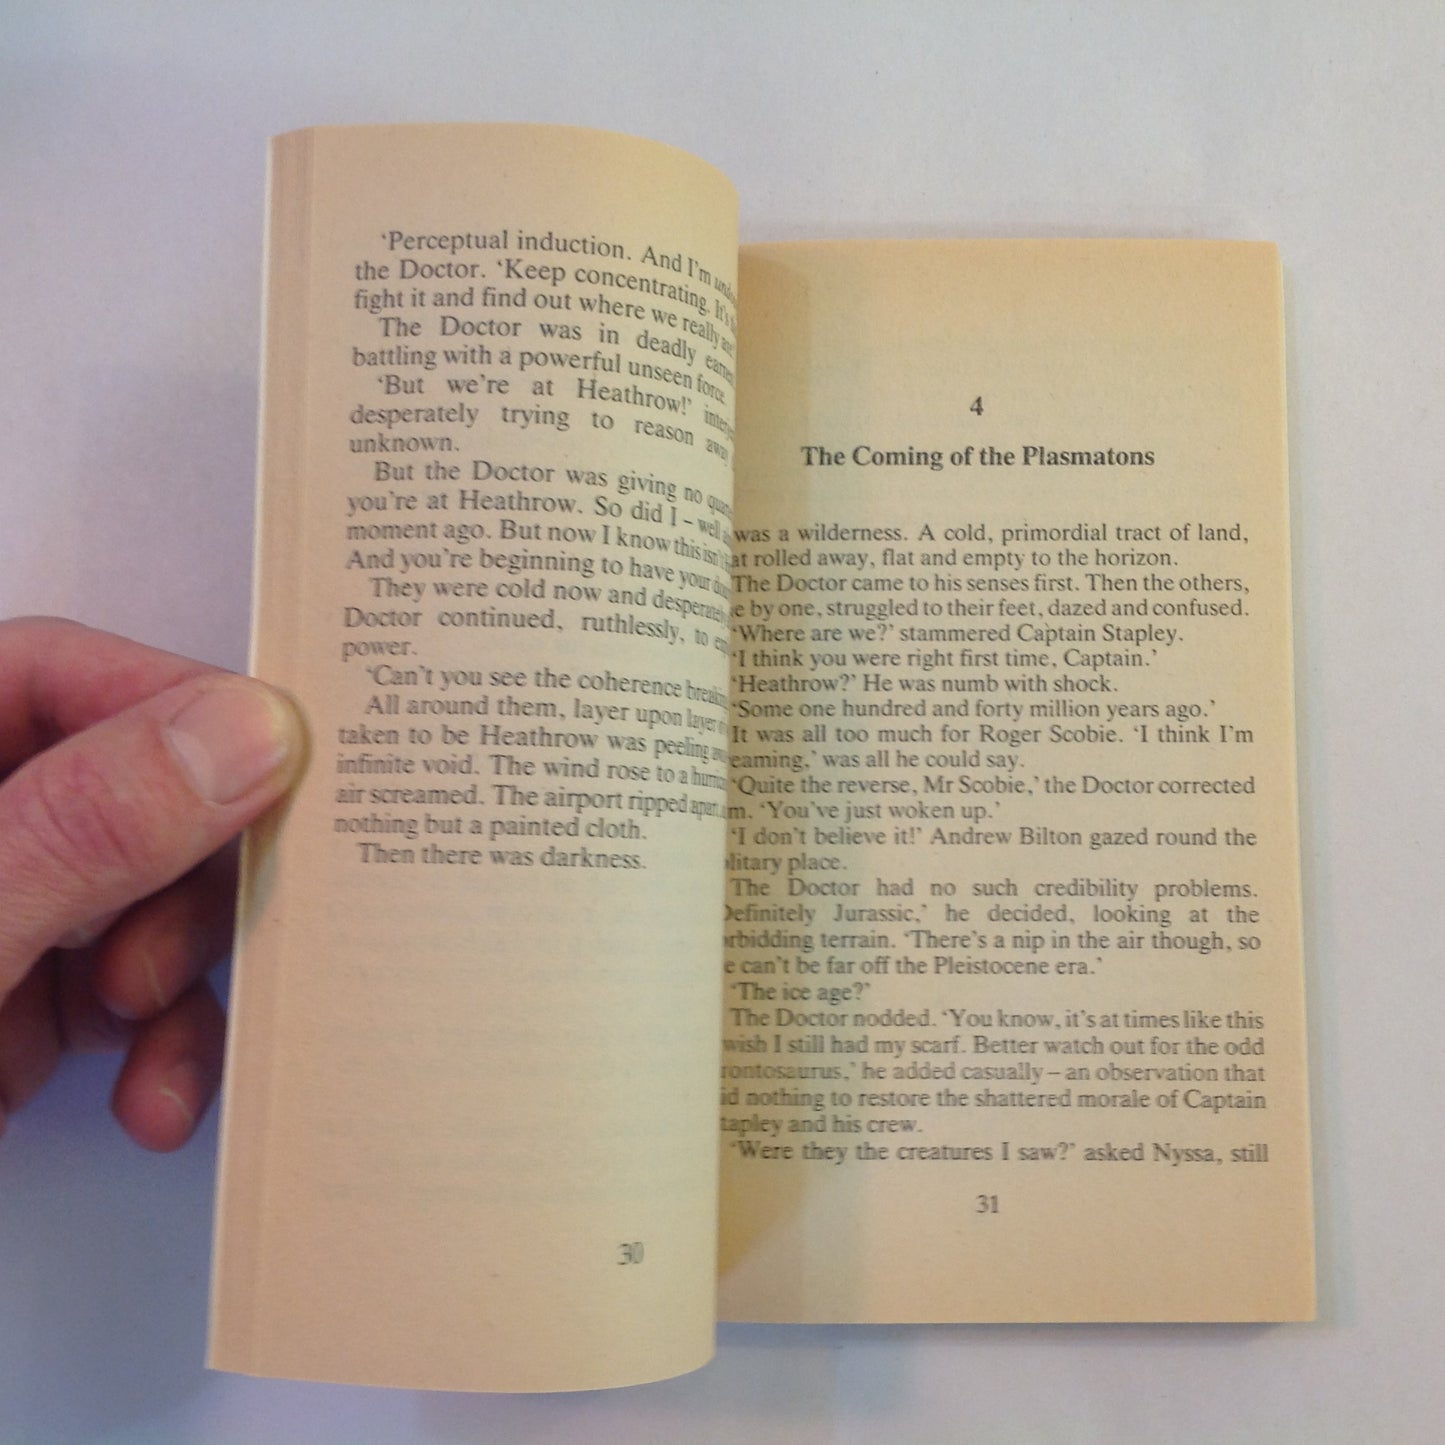 ‘Perceptual induction. And I’m
the Doctor. ‘Keep concentrating. It’s
fight it and find out where we really
The Doctor was in deadly
battling with a powerful unseen force.
‘But we’re at Heathrow!’
desperately trying to reason away
unknown.
But the Doctor was giving no
you’re at Heathrow. So did I – well
moment ago. But now I know this isn’t
And you’re beginning to have your
They were cold now and desperately
Doctor continued, ruthlessly, to
power.
‘Can’t you see the coherence
All around them, layer upon layer
taken to be Heathrow was peeling
infinite void. The wind rose to a
air screamed. The airport ripped apart,
nothing but a painted cloth.
Then there was darkness.
30
4
The Coming of the Plasmatons
was a wilderness. A cold, primordial tract of land,
rolled away, flat and empty to the horizon.
The Doctor came to his senses first. Then the others,
by one, struggled to their feet, dazed and confused.
‘Where are we?’ stammered Captain Stapley.
‘I think you were right first time, Captain.’
‘Heathrow?’ He was numb with shock.
‘Some one hundred and forty million years ago.’
It was all too much for Roger Scobie. ‘I think I’m
was all he could say.
‘Quite the reverse, Mr Scobie,’ the Doctor corrected
‘You’ve just woken up.’
‘I don’t believe it!’ Andrew Bilton gazed round the
place.
The Doctor had no such credibility problems.
Jurassic,’ he decided, looking at the
terrain. ‘There’s a nip in the air though, so
can’t be far off the Pleistocene era.’
‘The ice age?’
The Doctor nodded. ‘You know, it’s at times like this
wish I still had my scarf. Better watch out for the odd
he added casually – an observation that
nothing to restore the shattered morale of Captain
and his crew.
‘Were they the creatures I saw?’ asked Nyssa, still
31